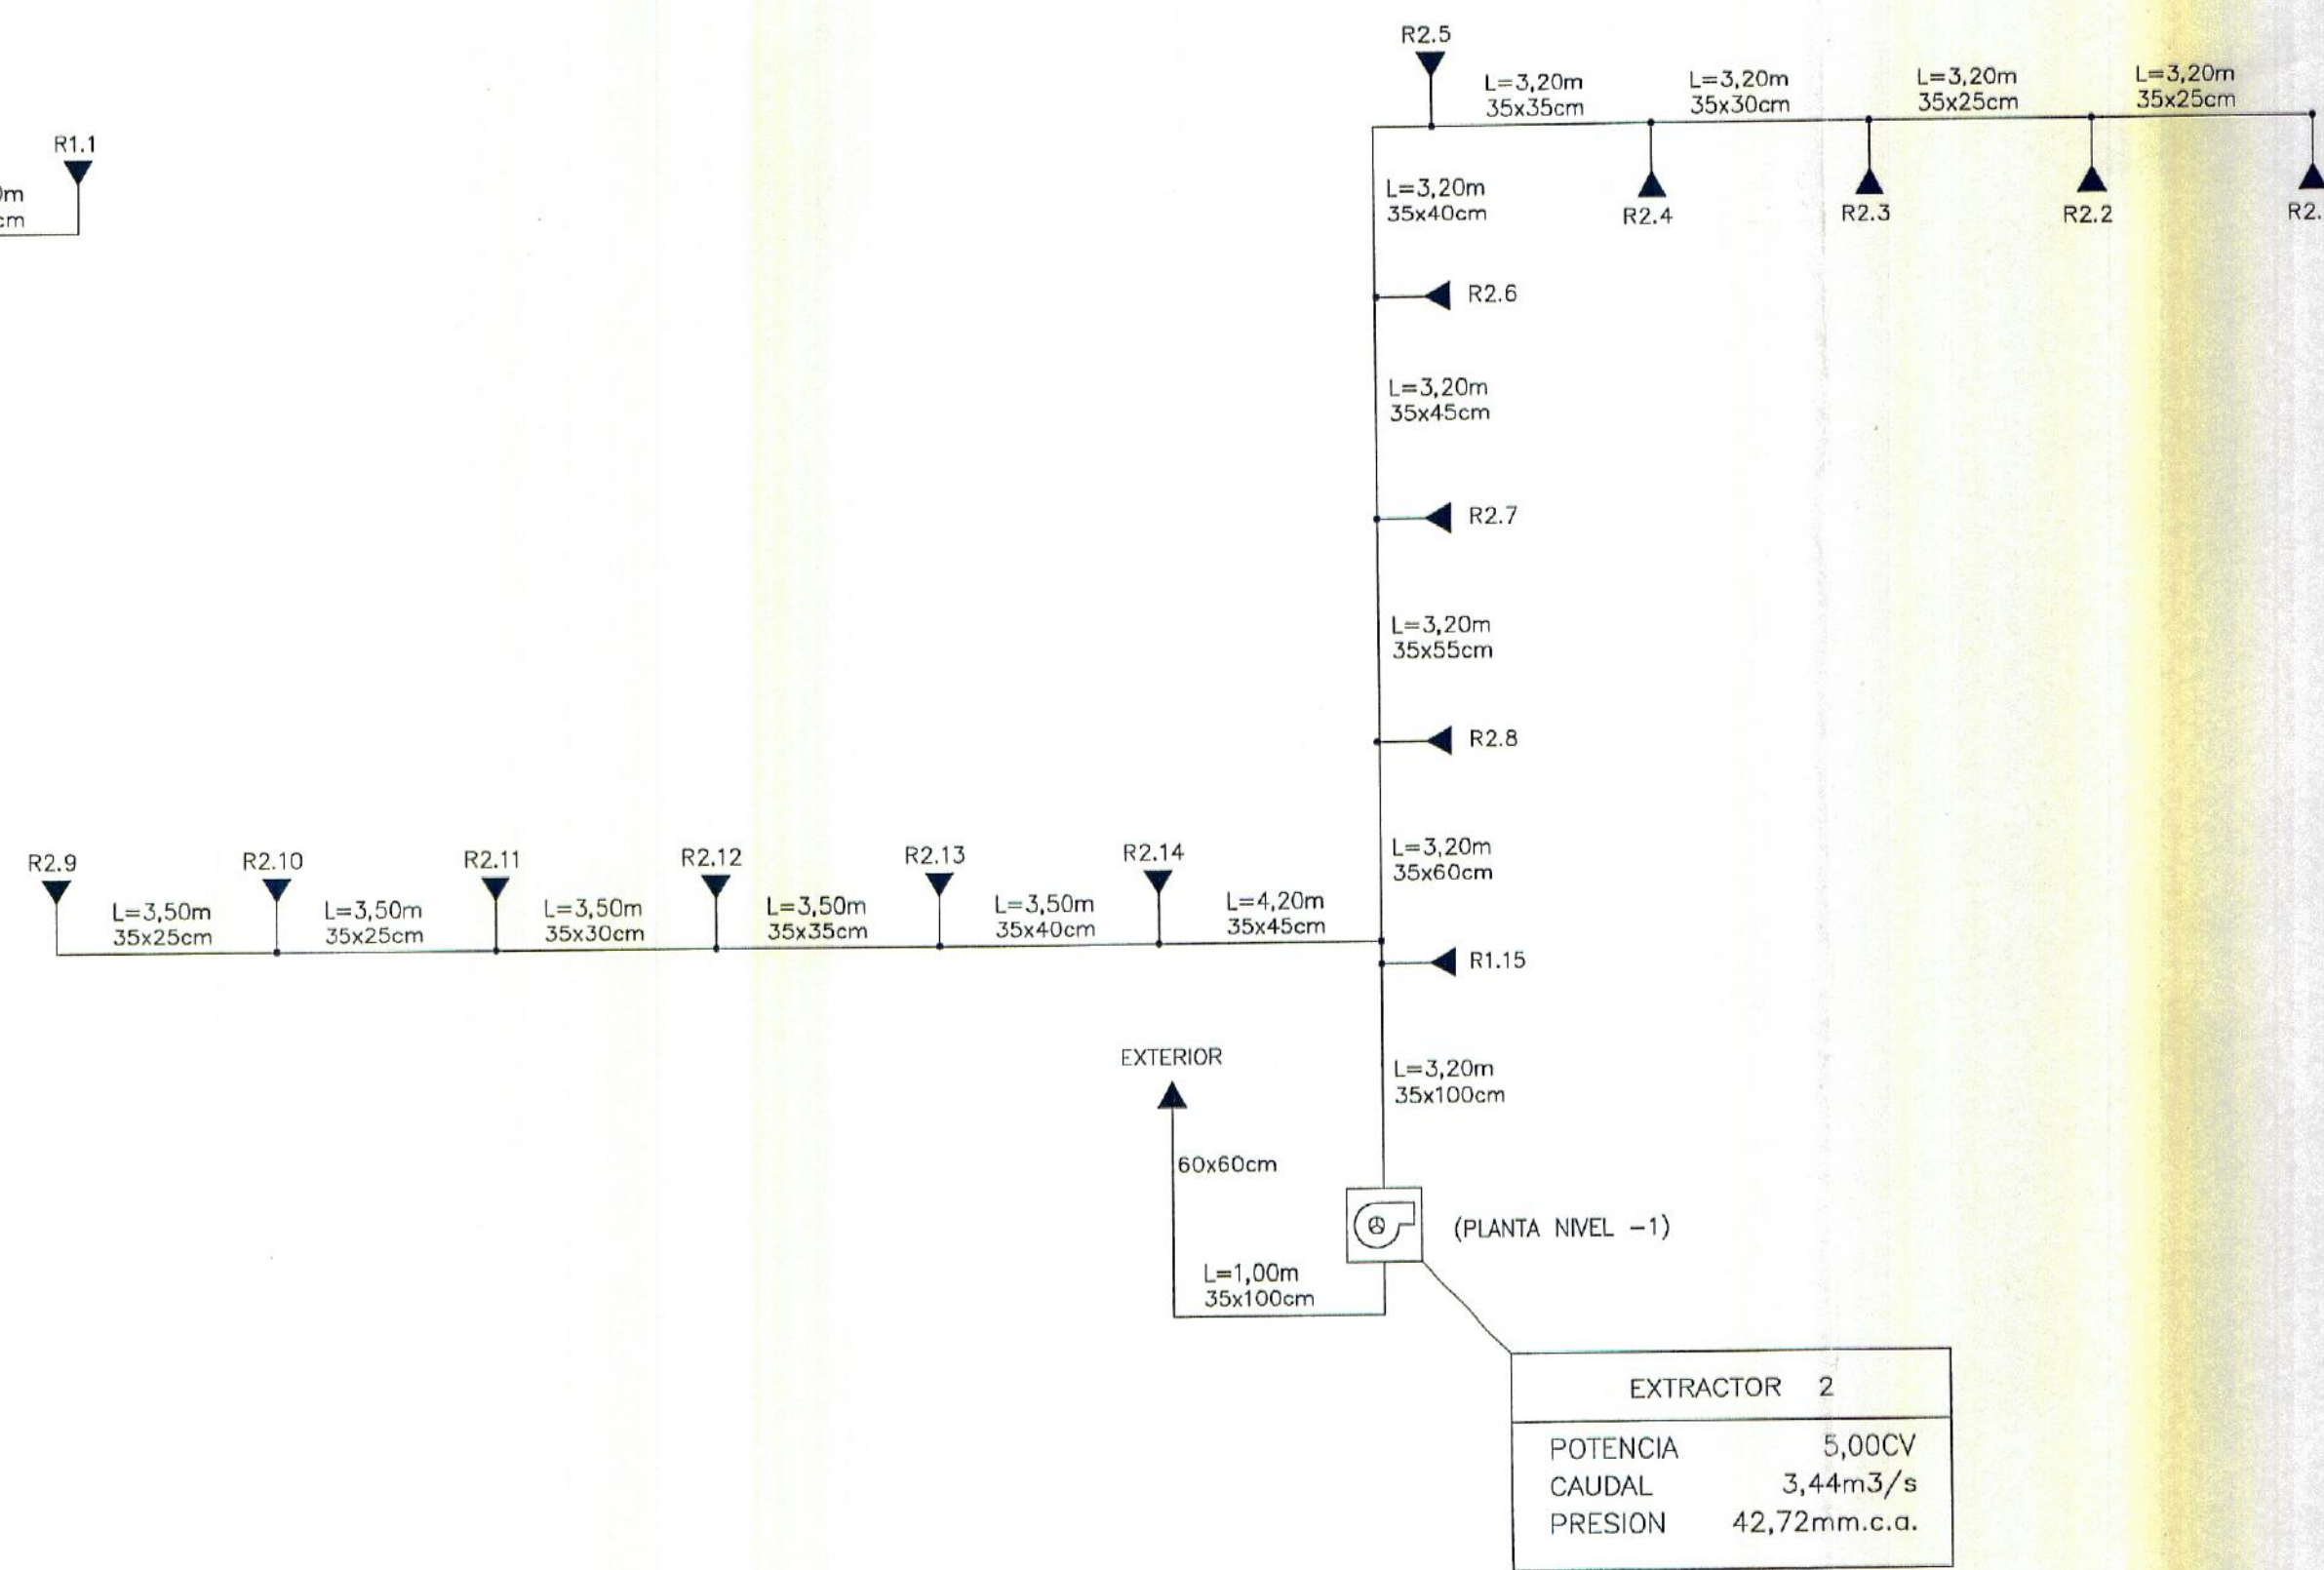 R2.5
L=3,20m
35x35cm
L=3,20m
35x30cm
L=3,20m
35x25cm
L=3,20m
35x25cm
R1.1
m
cm
L=3,20m
35x40cm
R2.4
R2.3
R2.2
R2.
R2.6
L=3,20m
35x45cm
R2.7
L=3,20m
35x55cm
R2.8
L=3,20m
35x60cm
R2.9
R2.10
R2.11
R2.12
R2.13
R2.14
L=3,50m
35x25cm
L=3,50m
35x25cm
L=3,50m
35x30cm
L=3,50m
35x35cm
L=3,50m
35x40cm
L=4,20m
35x45cm
R1.15
EXTERIOR
L=3,20m
35x100cm
60x60cm
(PLANTA NIVEL -1)
L=1,00m
35x100cm
EXTRACTOR 2
POTENCIA 5,00CV
CAUDAL 3,44m3/s
PRESION 42,72mm.c.a.